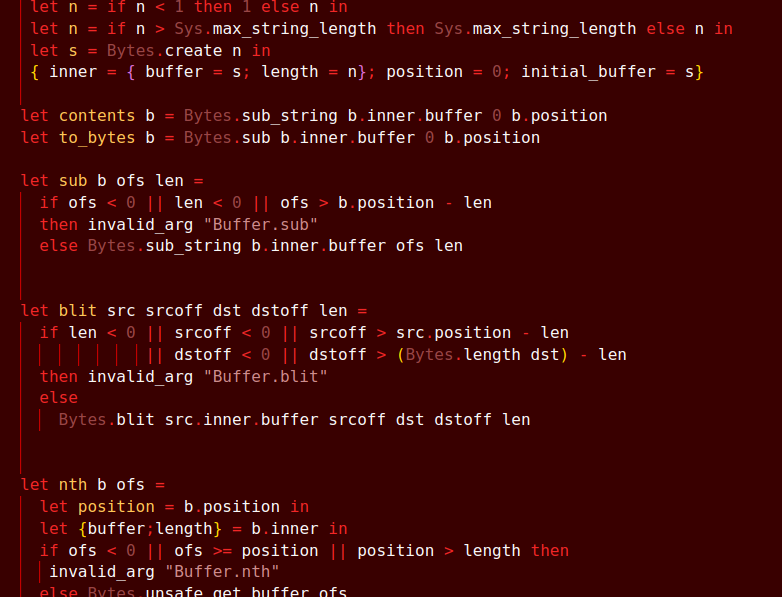 let n = if n < 1 then 1 else n in
let n = if n > Sys.max_string_length then Sys.max_string_length else n in
let s = Bytes.create n in
{ inner = { buffer = s; length = n}; position = 0; initial_buffer = s}
let contents b = Bytes.sub_string b.inner.buffer 0 b.position
let to_bytes b = Bytes.sub b.inner.buffer 0 b.position
let sub b ofs len =
if ofs < 0 || len < 0 || ofs > b.position - len
then invalid_arg "Buffer.sub"
else Bytes.sub_string b.inner.buffer ofs len
let blit src srcoff dst dstoff len =
if len < 0 || srcoff < 0 || srcoff > src.position - len
|| dstoff < 0 || dstoff > (Bytes.length dst) - len
then invalid_arg "Buffer.blit"
else
Bytes.blit src.inner.buffer srcoff dst dstoff len
let nth b ofs =
let position = b.position in
let {buffer;length} = b.inner in
if ofs < 0 || ofs >= position || position > length then
invalid_arg "Buffer.nth"
else Bytes.unsafe_get buffer ofs